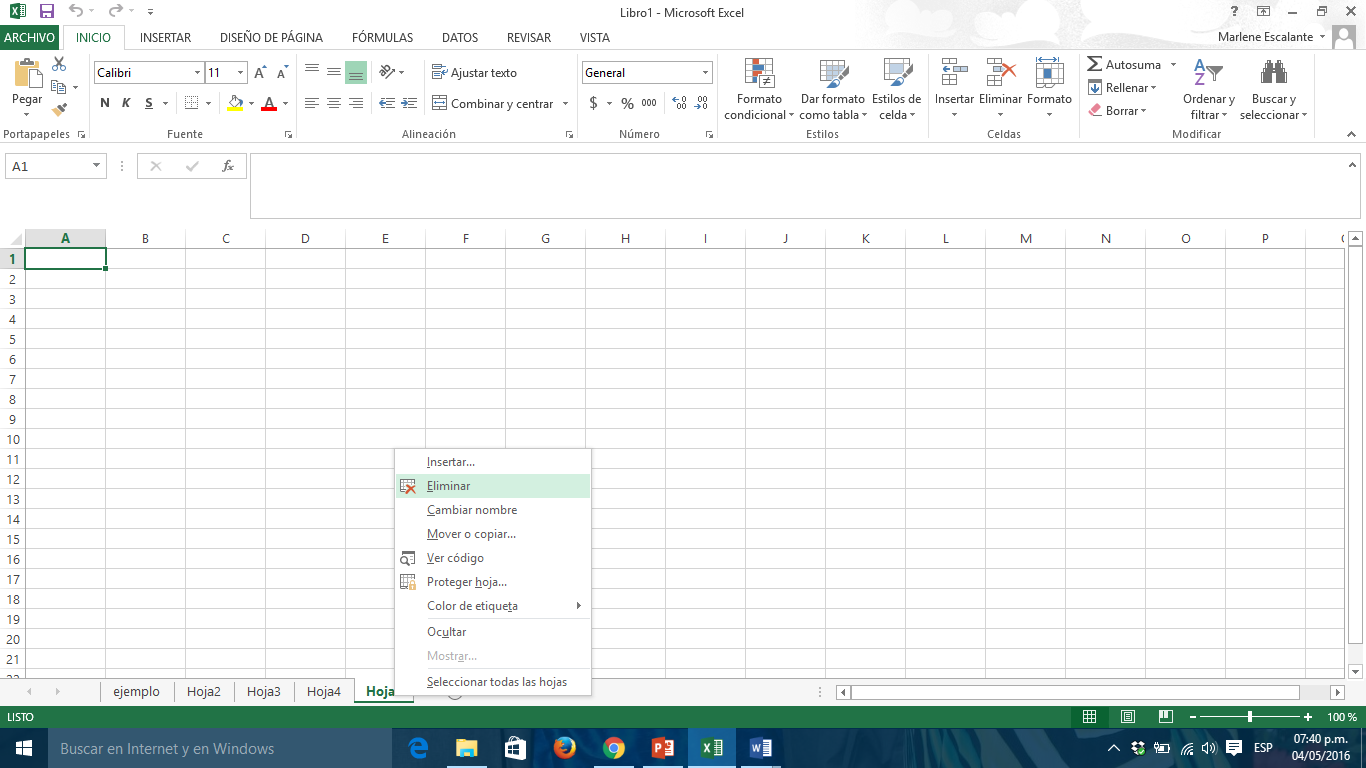 Libro1 - Microsoft Excel
ARCHIVO INICIO INSERTAR DISEÑO DE PÁGINA FÓRMULAS DATOS REVISAR VISTA Marlene Escalante
Pegar
Portapapeles
Calibri 11
N K S A
Fuente
Ajustar texto
Combinar y centrar
Alineación
General
$ % 000
Número
Formato condicional
Dar formato como tabla
Estilos de celda
Estilos
Insertar Eliminar Formato
Celdas
Autosuma
Rellenar
Borrar
Ordenar y filtrar
Buscar y seleccionar
Modificar
A1 fx
A B C D E F G H I J K L M N O P
1
2
3
4
5
6
7
8
9
10
11
12
13
14
15
16
17
18
19
20
21
Insertar...
Eliminar
Cambiar nombre
Mover o copiar...
Ver código
Proteger hoja...
Color de etiqueta
Ocultar
Mostrar...
Seleccionar todas las hojas
ejemplo Hoja2 Hoja3 Hoja4 Hoja
LISTO 100 %
Buscar en Internet y en Windows
ESP
07:40 p.m.
04/05/2016